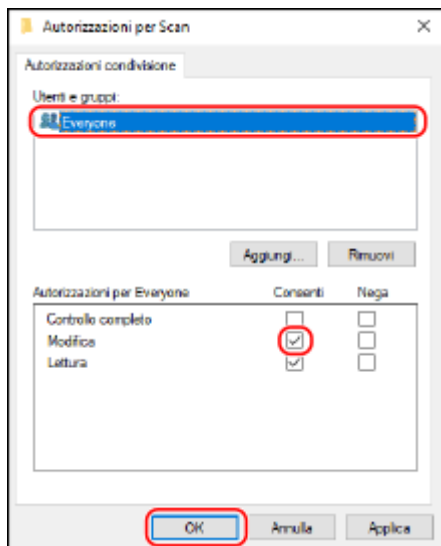 Autorizzazioni per Scan
Autorizzazioni condivisione
Utenti e gruppi:
Everyone
Aggiungi... Rimuovi
Autorizzazioni per Everyone Consenti Nega
Controllo completo
Modifica
Lettura
OK Annulla Applica